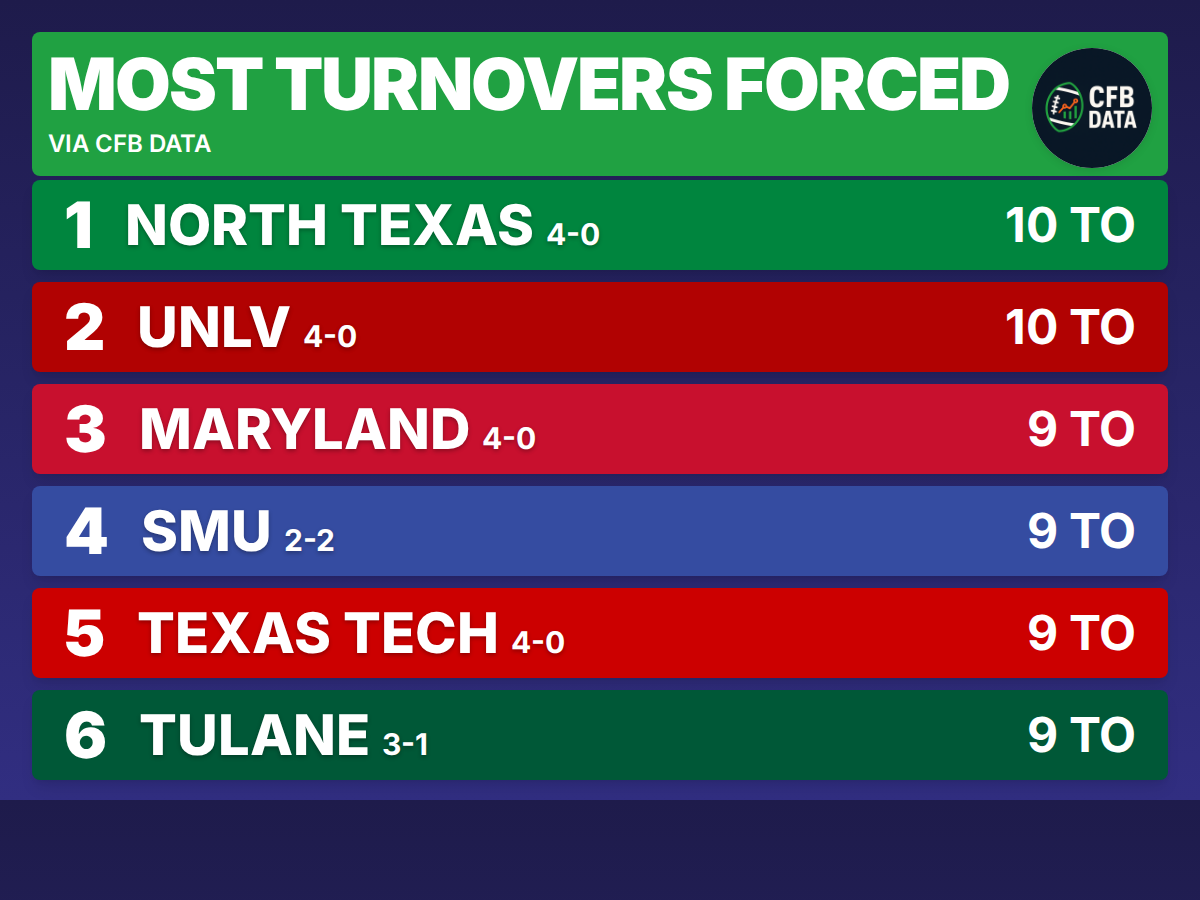 MOST TURNOVERS FORCED
VIA CFB DATA
CFB
DATA
1 NORTH TEXAS 4-0 10 TO
2 UNLV 4-0 10 TO
3 MARYLAND 4-0 9 TO
4 SMU 2-2 9 TO
5 TEXAS TECH 4-0 9 TO
6 TULANE 3-1 9 TO